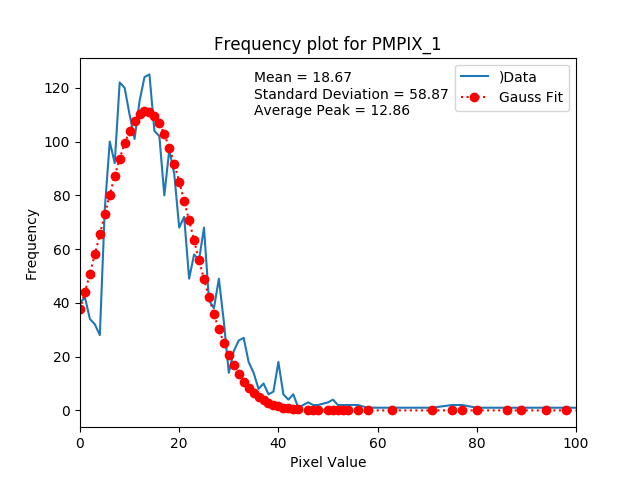 Frequency plot for PMPIX_1
Mean = 18.67
Standard Deviation = 58.87
Average Peak = 12.86
)Data
Gauss Fit
Frequency
120
100
80
60
40
20
0
0 20 40 60 80 100
Pixel Value